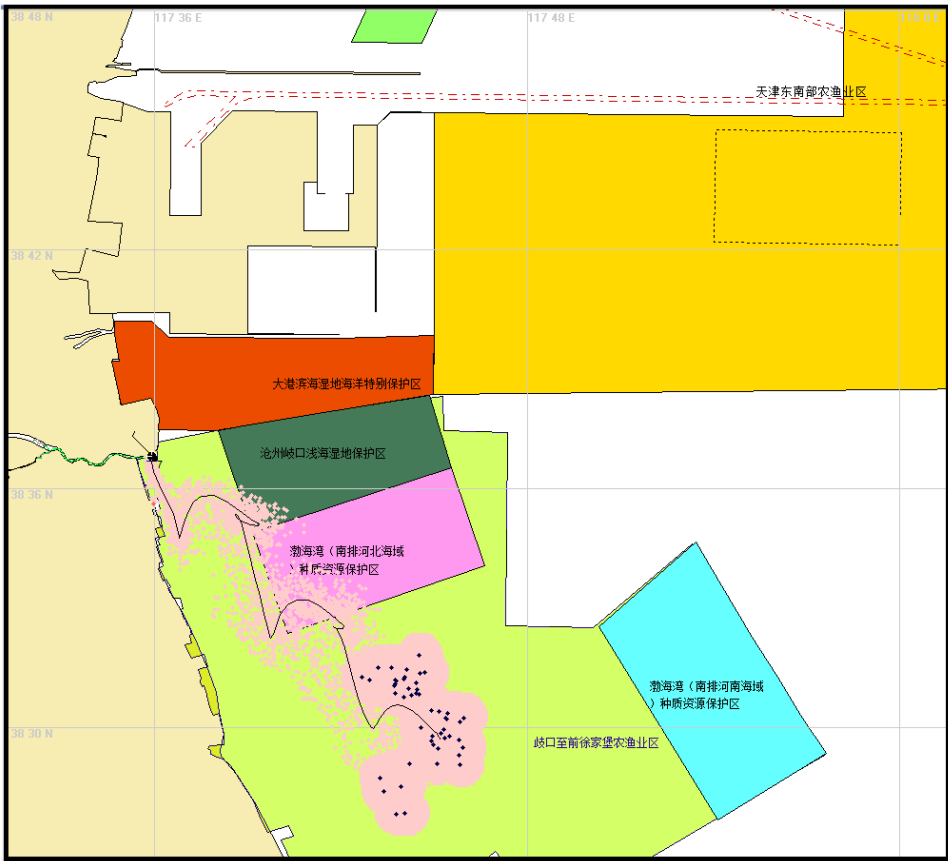 38 48 N
117 36 E
117 48 E
天津东南部农渔业区
38 42 N
大港滨海湿地海洋特别保护区
沧州歧口浅海湿地保护区
38 36 N
渤海湾（南排河北海域
）种质资源保护区
渤海湾（南排河南海域
）种质资源保护区
38 30 N
歧口至前徐家堡农渔业区